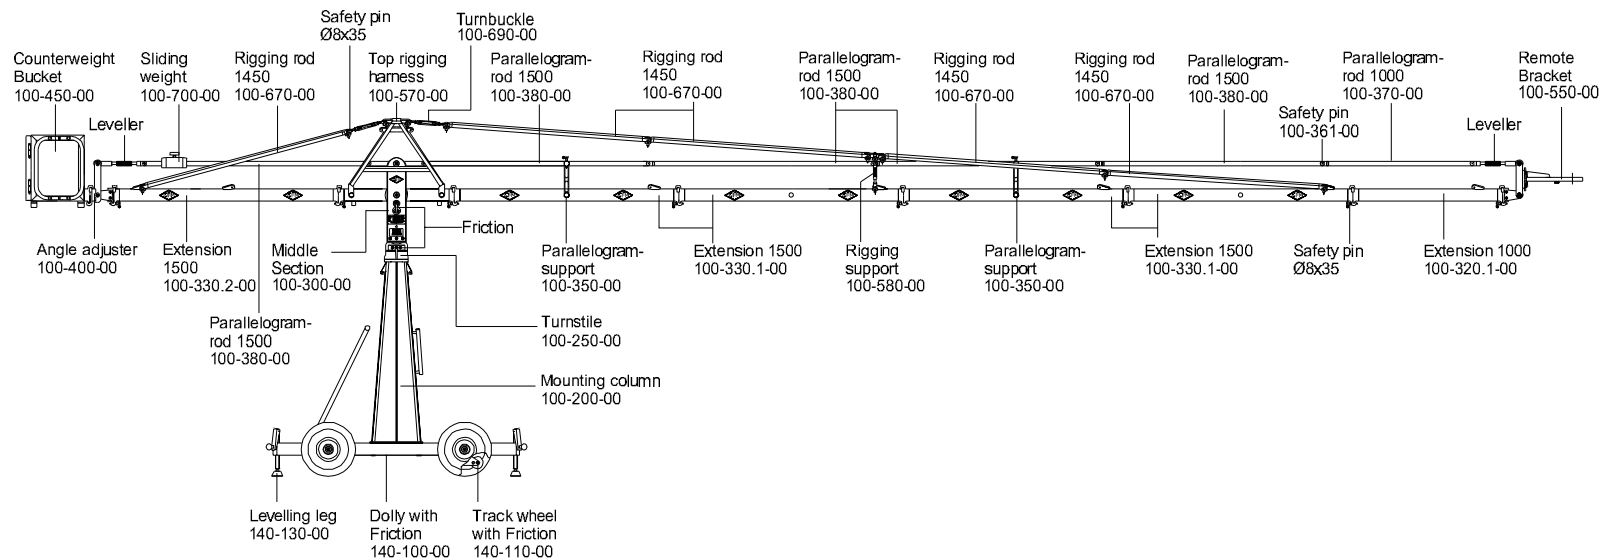 Safety pin
Ø8x35
Turnbuckle
100-690-00
Counterweight
Bucket
100-450-00
Sliding
weight
100-700-00
Rigging rod
1450
100-670-00
Top rigging
harness
100-570-00
Parallelogram-
rod 1500
100-380-00
Rigging rod
1450
100-670-00
Parallelogram-
rod 1500
100-380-00
Rigging rod
1450
100-670-00
Rigging rod
1450
100-670-00
Parallelogram-
rod 1500
100-380-00
Parallelogram-
rod 1000
100-370-00
Remote
Bracket
100-550-00
Leveller
Safety pin
100-361-00
Leveller
Angle adjuster
100-400-00
Extension
1500
100-330.2-00
Middle
Section
100-300-00
Friction
Parallelogram-
support
100-350-00
Extension 1500
100-330.1-00
Rigging
support
100-580-00
Parallelogram-
support
100-350-00
Extension 1500
100-330.1-00
Safety pin
Ø8x35
Extension 1000
100-320.1-00
Parallelogram-
rod 1500
100-380-00
Turnstile
100-250-00
Mounting column
100-200-00
Levelling leg
140-130-00
Dolly with
Friction
140-100-00
Track wheel
with Friction
140-110-00